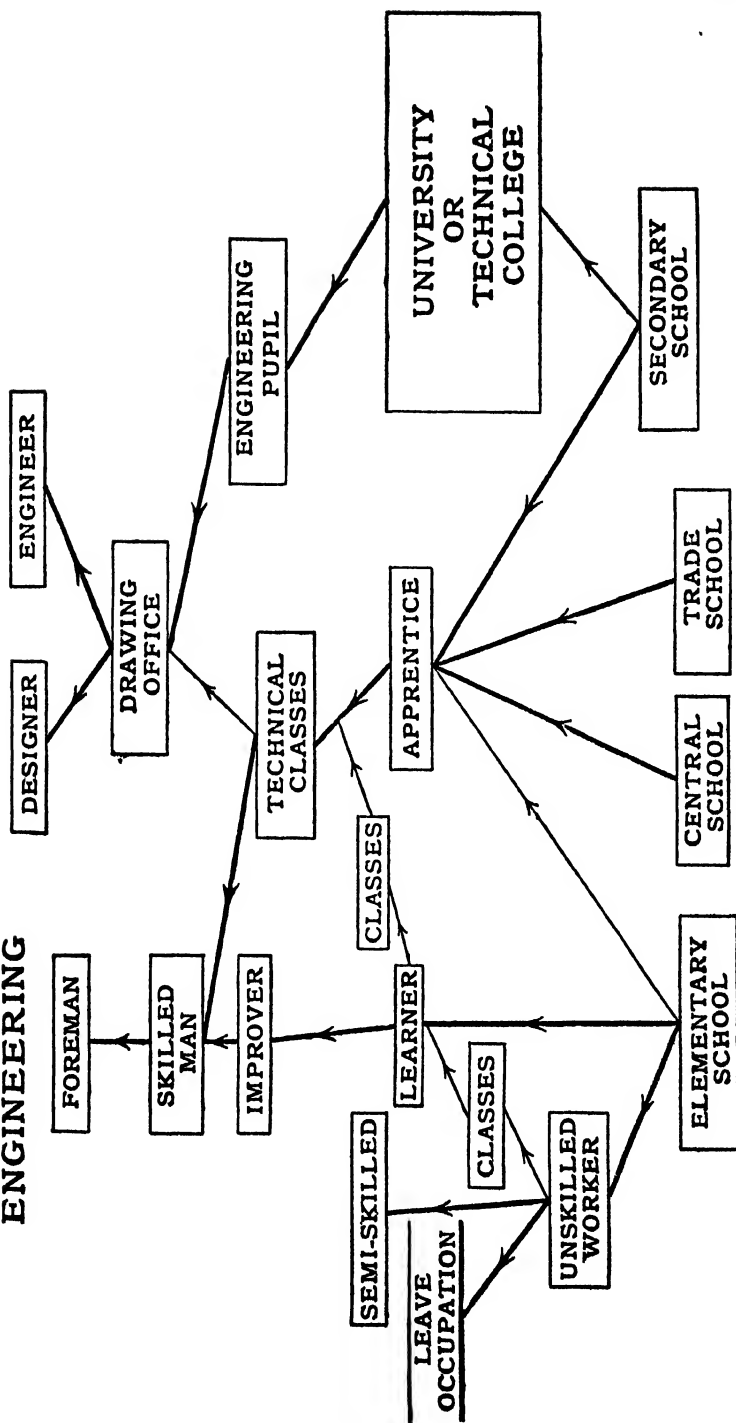 ENGINEERING
DESIGNER
ENGINEER
FOREMAN
DRAWING
OFFICE
SKILLED
MAN
ENGINEERING
PUPIL
IMPROVER
TECHNICAL
CLASSES
SEMI-SKILLED
CLASSES
LEARNER
APPRENTICE
UNIVERSITY
OR
TECHNICAL
COLLEGE
LEAVE
OCCUPATION
CLASSES
UNSKILLED
WORKER
ELEMENTARY
SCHOOL
CENTRAL
SCHOOL
TRADE
SCHOOL
SECONDARY
SCHOOL